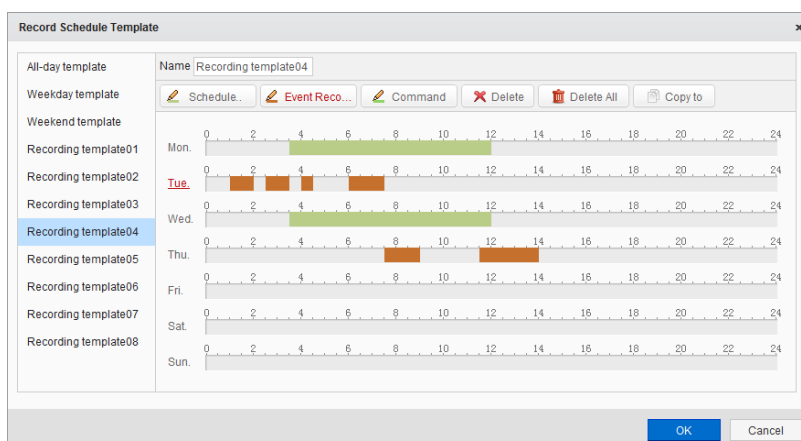 Record Schedule Template ×
All-day template
Weekday template
Weekend template
Recording template01
Recording template02
Recording template03
Recording template04
Recording template05
Recording template06
Recording template07
Recording template08
Name Recording template04
Schedule.. Event Reco... Command Delete Delete All Copy to
0 2 4 6 8 10 12 14 16 18 20 22 24
Mon.
0 2 4 6 8 10 12 14 16 18 20 22 24
Tue.
0 2 4 6 8 10 12 14 16 18 20 22 24
Wed.
0 2 4 6 8 10 12 14 16 18 20 22 24
Thu.
0 2 4 6 8 10 12 14 16 18 20 22 24
Fri.
0 2 4 6 8 10 12 14 16 18 20 22 24
Sat.
0 2 4 6 8 10 12 14 16 18 20 22 24
Sun.
OK Cancel